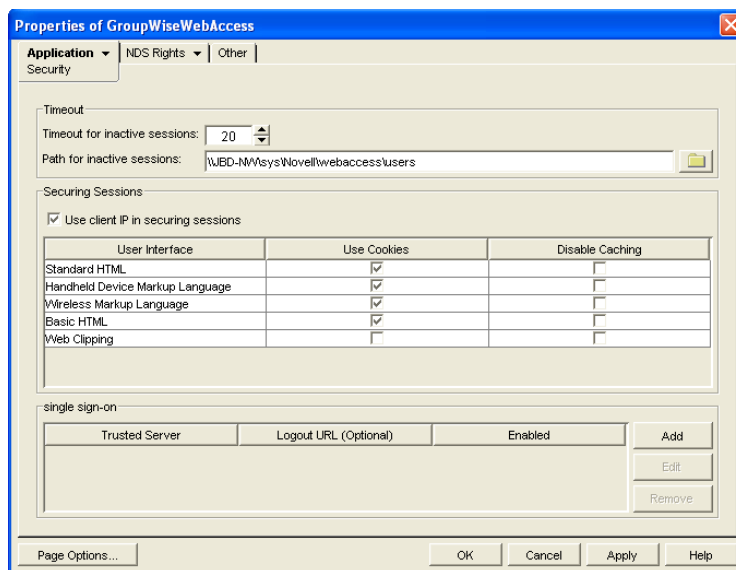 Properties of GroupWiseWebAccess
Application NDS Rights Other
Security
Timeout
Timeout for inactive sessions: 20
Path for inactive sessions: \\JBD-NW\sys\Novell\webaccess\users
Securing Sessions
Use client IP in securing sessions
User Interface Use Cookies Disable Caching
Standard HTML
Handheld Device Markup Language
Wireless Markup Language
Basic HTML
Web Clipping
single sign-on
Trusted Server Logout URL (Optional) Enabled Add
Edit
Remove
Page Options... OK Cancel Apply Help